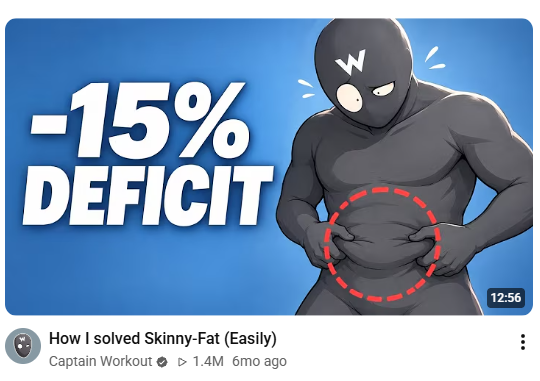 W
-15%
DEFICIT
12:56
How I solved Skinny-Fat (Easily)
Captain Workout 1.4M 6mo ago